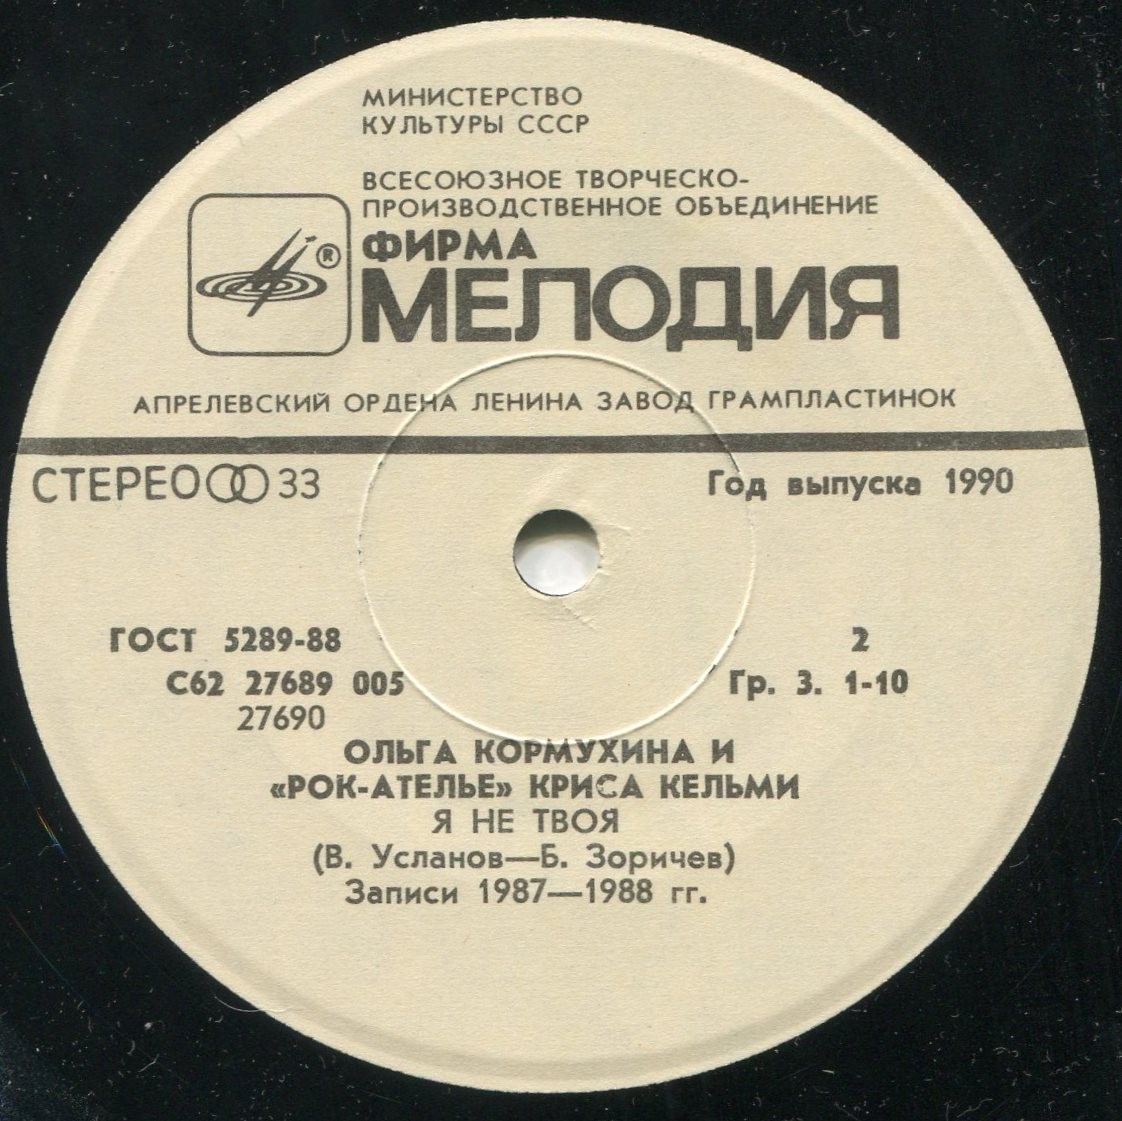 МИНИСТЕРСТВО
КУЛЬТУРЫ СССР
ВСЕСОЮЗНОЕ ТВОРЧЕСКО-
ПРОИЗВОДСТВЕННОЕ ОБЪЕДИНЕНИЕ
ФИРМА
®
МЕЛОДИЯ
АПРЕЛЕВСКИЙ ОРДЕНА ЛЕНИНА ЗАВОД ГРАМПЛАСТИНОК
СТЕРЕО 33 Год выпуска 1990
ГОСТ 5289-88 2
С62 27689 005 Гр. 3. 1-10
27690
ОЛЬГА КОРМУХИНА И
«РОК-АТЕЛЬЕ» КРИСА КЕЛЬМИ
Я НЕ ТВОЯ
(В. Усланов—Б. Зоричев)
Записи 1987—1988 гг.